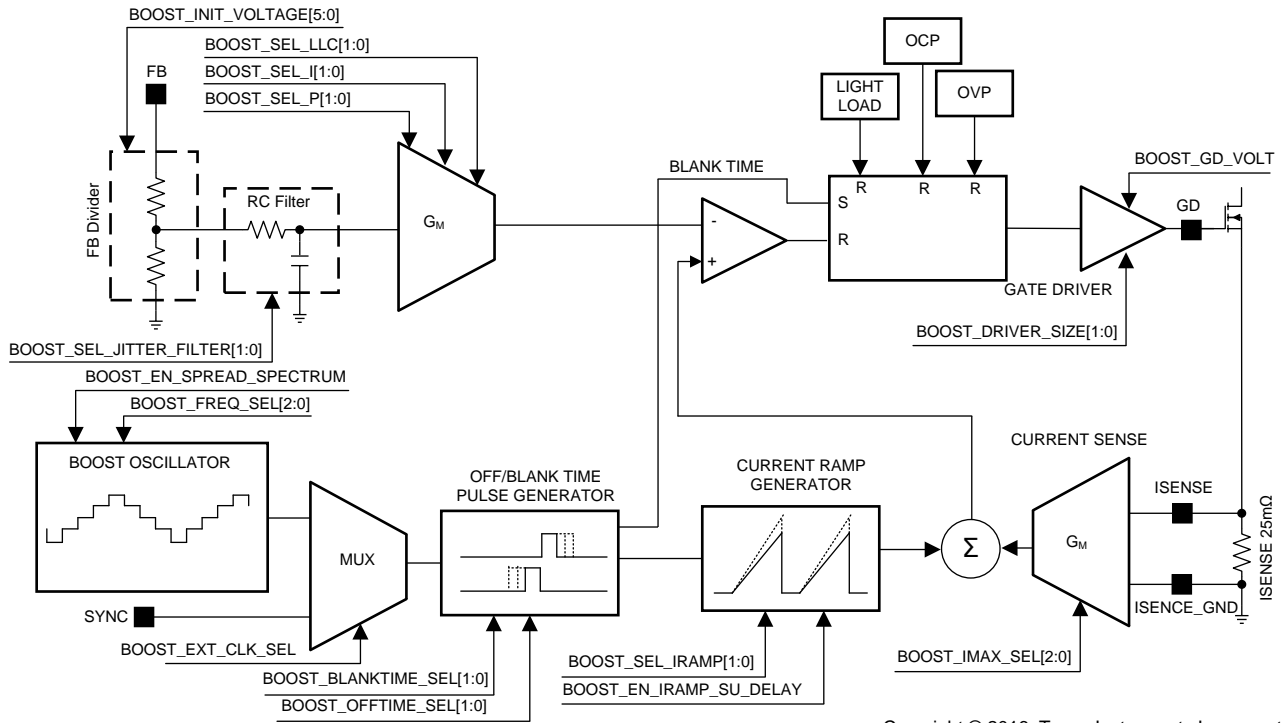 BOOST_INIT_VOLTAGE[5:0]
BOOST_SEL_LLC[1:0]
BOOST_SEL_I[1:0]
BOOST_SEL_P[1:0]
FB
FB Divider
RC Filter
GM
BOOST_SEL_JITTER_FILTER[1:0]
BLANK TIME
-
+
LIGHT
LOAD
OCP
OVP
R
R
R
S
R
BOOST_GD_VOLT
GD
GATE DRIVER
BOOST_DRIVER_SIZE[1:0]
BOOST_EN_SPREAD_SPECTRUM
BOOST_FREQ_SEL[2:0]
BOOST OSCILLATOR
SYNC
MUX
BOOST_EXT_CLK_SEL
OFF/BLANK TIME
PULSE GENERATOR
BOOST_BLANKTIME_SEL[1:0]
BOOST_OFFTIME_SEL[1:0]
CURRENT RAMP
GENERATOR
BOOST_SEL_IRAMP[1:0]
BOOST_EN_IRAMP_SU_DELAY
Σ
CURRENT SENSE
GM
ISENSE
ISENCE_GND
ISENSE 25mΩ
BOOST_IMAX_SEL[2:0]